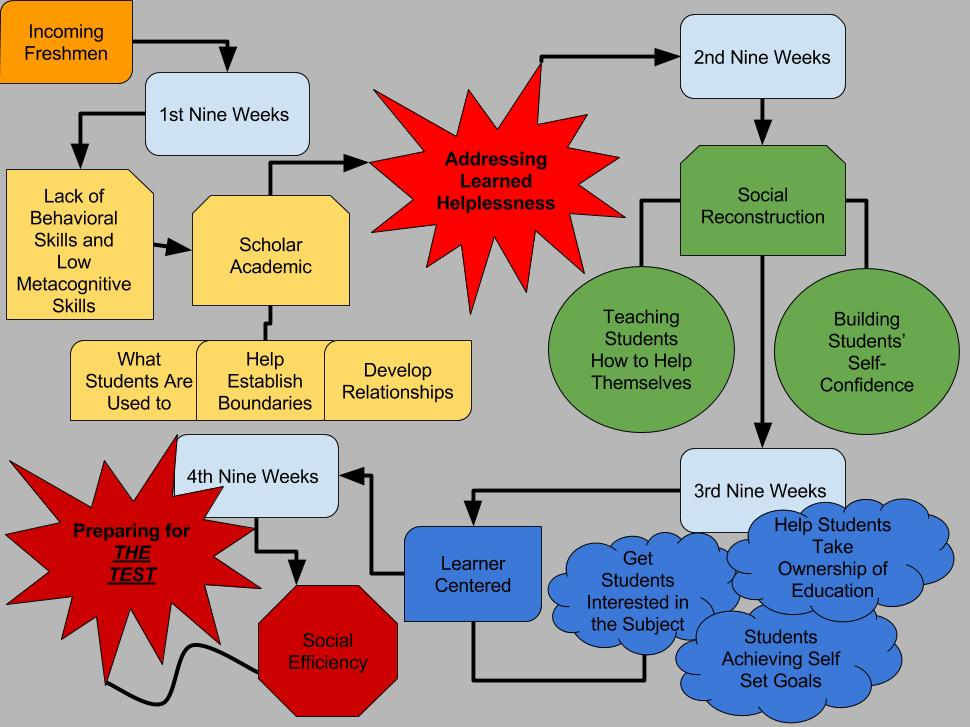 Incoming
Freshmen
1st Nine Weeks
Lack of
Behavioral
Skills and
Low
Metacognitive
Skills
Scholar
Academic
What
Students Are
Used to
Help
Establish
Boundaries
Develop
Relationships
Addressing
Learned
Helplessness
2nd Nine Weeks
Social
Reconstruction
Teaching
Students
How to Help
Themselves
Building
Students'
Self-
Confidence
3rd Nine Weeks
Help Students
Take
Ownership of
Education
Get
Students
Interested in
the Subject
Students
Achieving Self
Set Goals
Learner
Centered
4th Nine Weeks
Preparing for
THE
TEST
Social
Efficiency